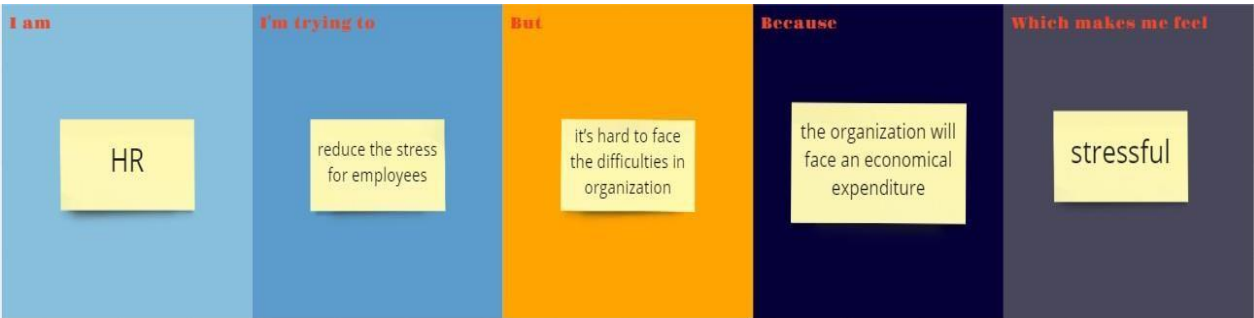 I am
HR
I'm trying to
reduce the stress
for employees
But
it's hard to face
the difficulties in
organization
Because
the organization will
face an economical
expenditure
Which makes me feel
stressful